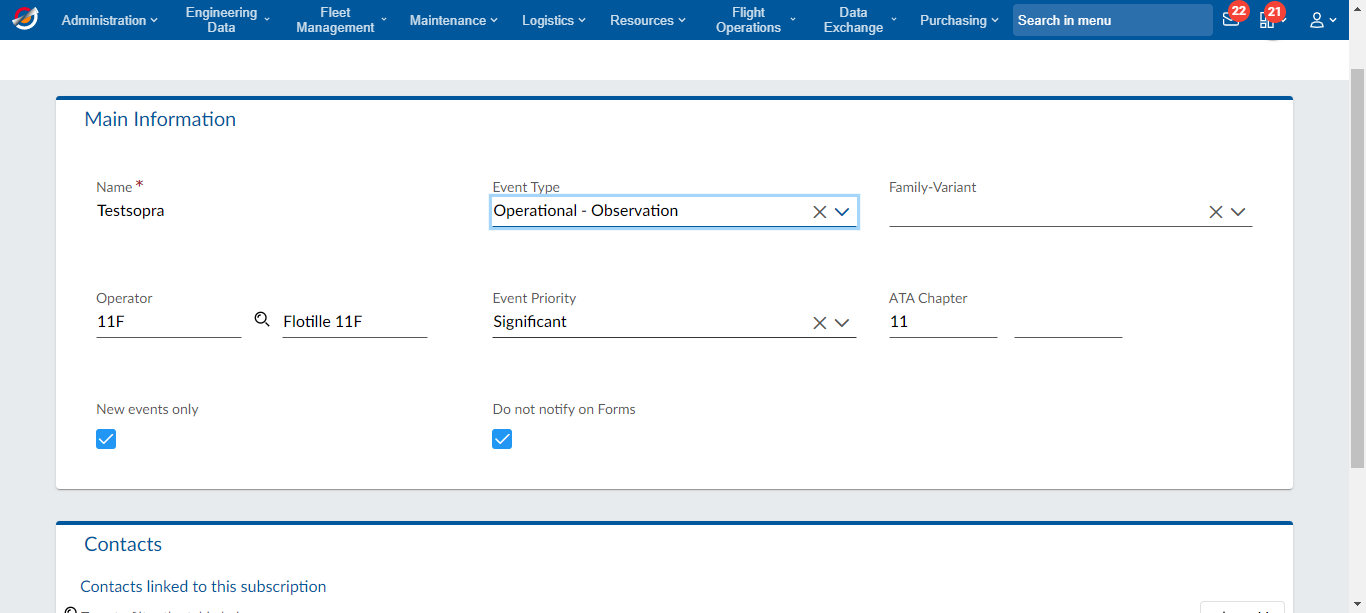 Administration
Engineering Data
Fleet Management
Maintenance
Logistics
Resources
Flight Operations
Data Exchange
Purchasing
Search in menu
22
21
Main Information
Name *
Event Type
Family-Variant
Testsopra
Operational - Observation
Operator
Event Priority
ATA Chapter
11F
Flotille 11F
Significant
11
New events only
Do not notify on Forms
Contacts
Contacts linked to this subscription